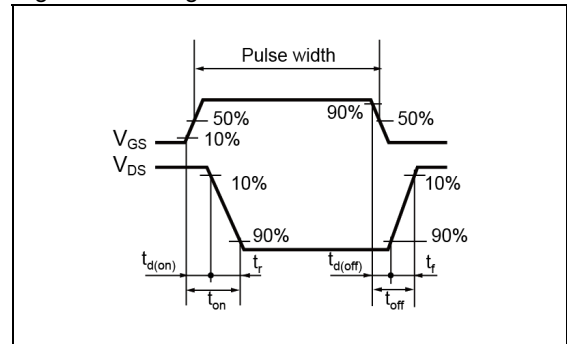 Pulse width
50%
90%
50%
10%
V_GS
V_DS
10%
10%
90%
90%
t_d(on)
t_r
t_d(off)
t_f
t_on
t_off